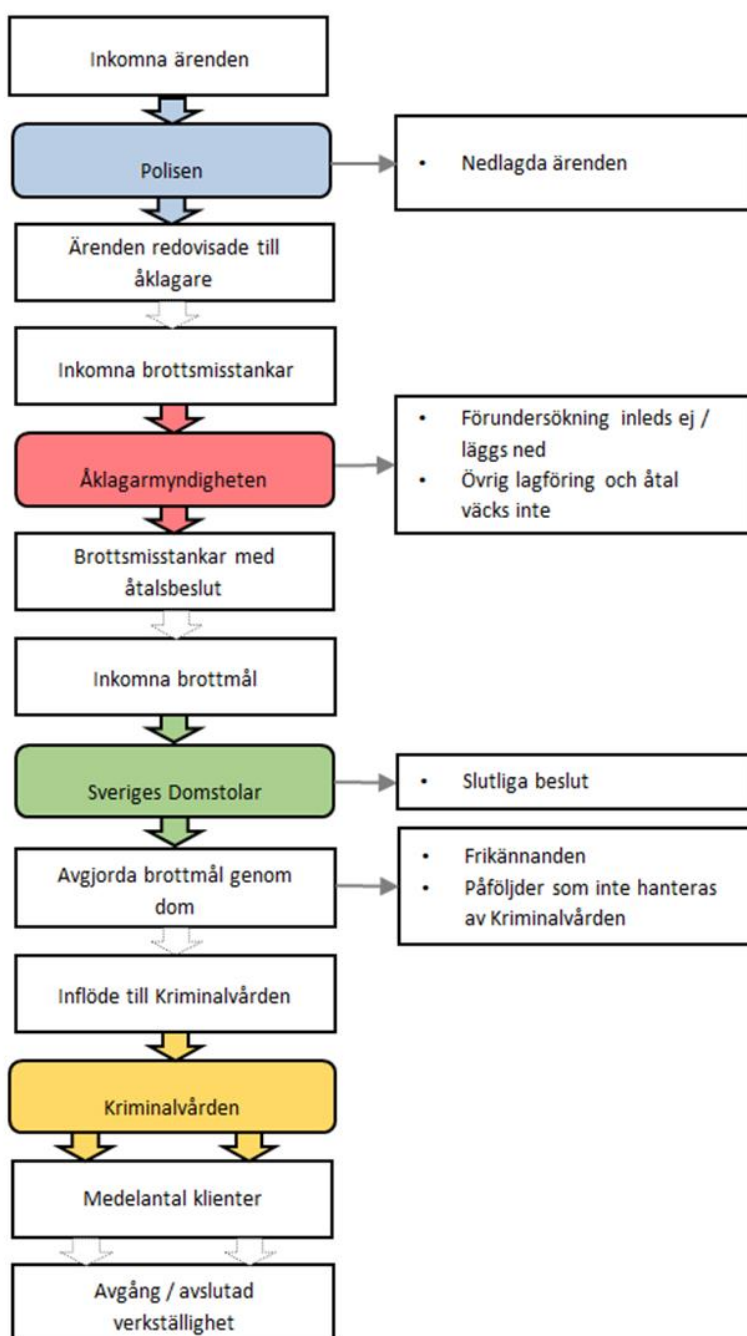 Inkomna ärenden
Polisen
• Nedlagda ärenden
Ärenden redovisade till
åklagare
Inkomna brottsmisstankar
Åklagarmyndigheten
• Förundersökning inleds ej /
läggs ned
• Övrig lagföring och åtal
väcks inte
Brottsmisstankar med
åtalsbeslut
Inkomna brottmål
Sveriges Domstolar
• Slutliga beslut
Avgjorda brottmål genom
dom
• Frikännanden
• Påföljder som inte hanteras
av Kriminalvården
Inflöde till Kriminalvården
Kriminalvården
Medelantal klienter
Avgång / avslutad
verkställighet